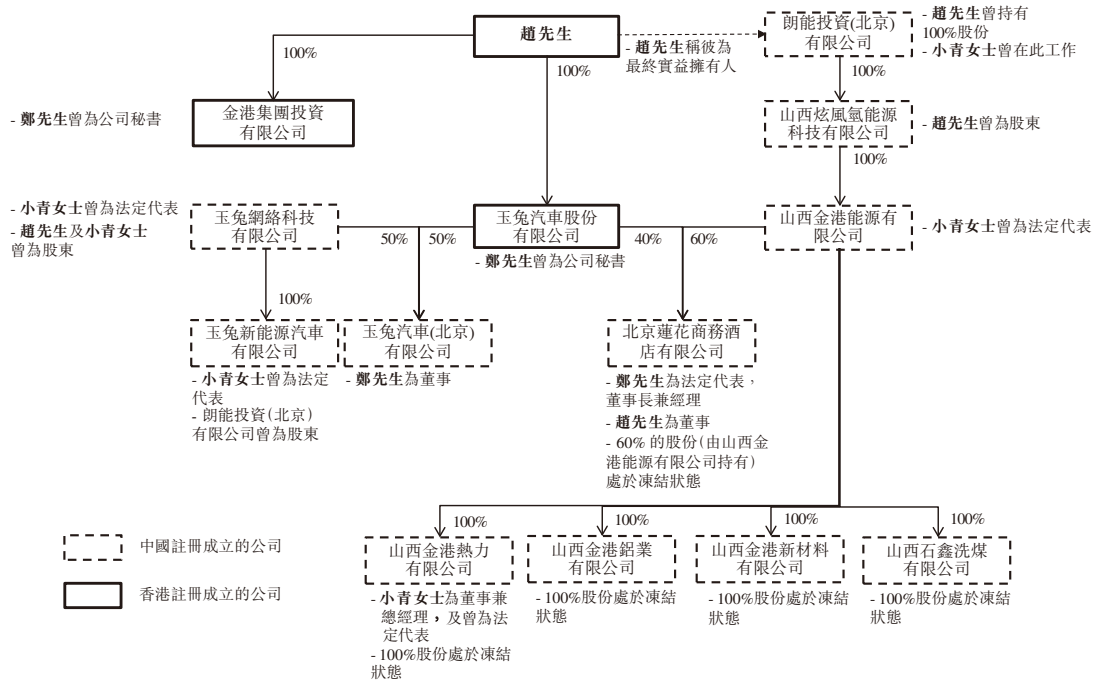 趙先生
100%
100%
- 趙先生稱彼為
最終實益擁有人
朗能投資(北京)
有限公司
- 趙先生曾持有
100%股份
- 小青女士曾在此工作
100%
- 鄭先生曾為公司秘書
金港集團投資
有限公司
山西炫風氫能源
科技有限公司
- 趙先生曾為股東
100%
- 小青女士曾為法定代表
- 趙先生及小青女士
曾為股東
玉兔網絡科技
有限公司
50%
50%
玉兔汽車股份
有限公司
- 鄭先生曾為公司秘書
40%
60%
山西金港能源有
限公司
- 小青女士曾為法定代表
100%
玉兔新能源汽車
有限公司
- 小青女士曾為法定
代表
- 朗能投資(北京)
有限公司曾為股東
玉兔汽車(北京)
有限公司
- 鄭先生為董事
北京蓮花商務酒
店有限公司
- 鄭先生為法定代表，
董事長兼經理
- 趙先生為董事
- 60% 的股份(由山西金
港能源有限公司持有)
處於凍結狀態
100%
100%
100%
100%
山西金港熱力
有限公司
- 小青女士為董事兼
總經理，及曾為法
定代表
- 100%股份處於凍結
狀態
山西金港鋁業
有限公司
- 100%股份處於凍結
狀態
山西金港新材料
有限公司
- 100%股份處於凍結
狀態
山西石鑫洗煤
有限公司
- 100%股份處於凍結
狀態
中國註冊成立的公司
香港註冊成立的公司